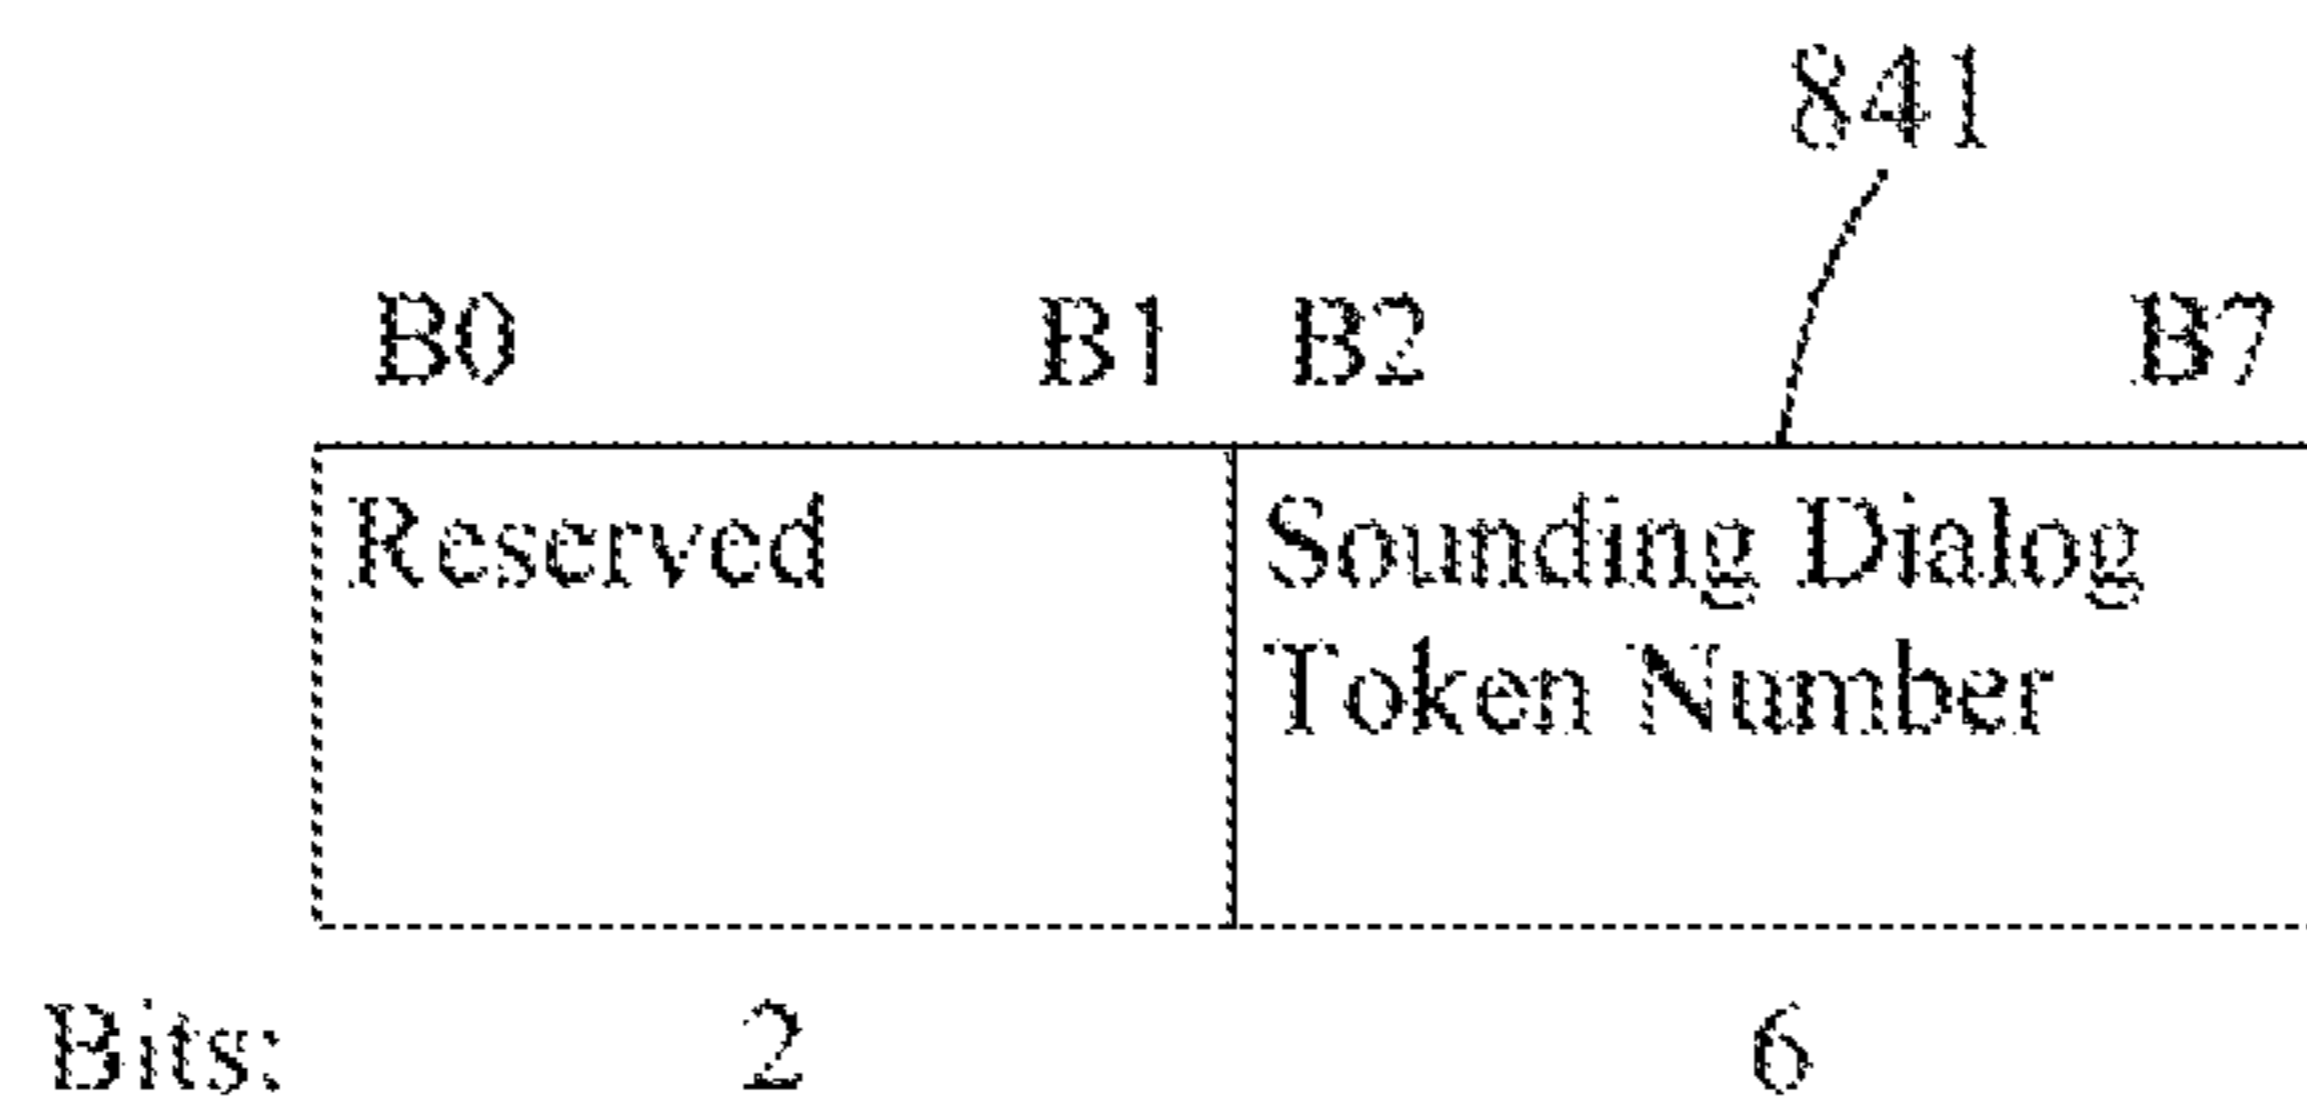 841
B0 B1 B2 B7
Reserved Sounding Dialog
Token Number
Bits: 2 6